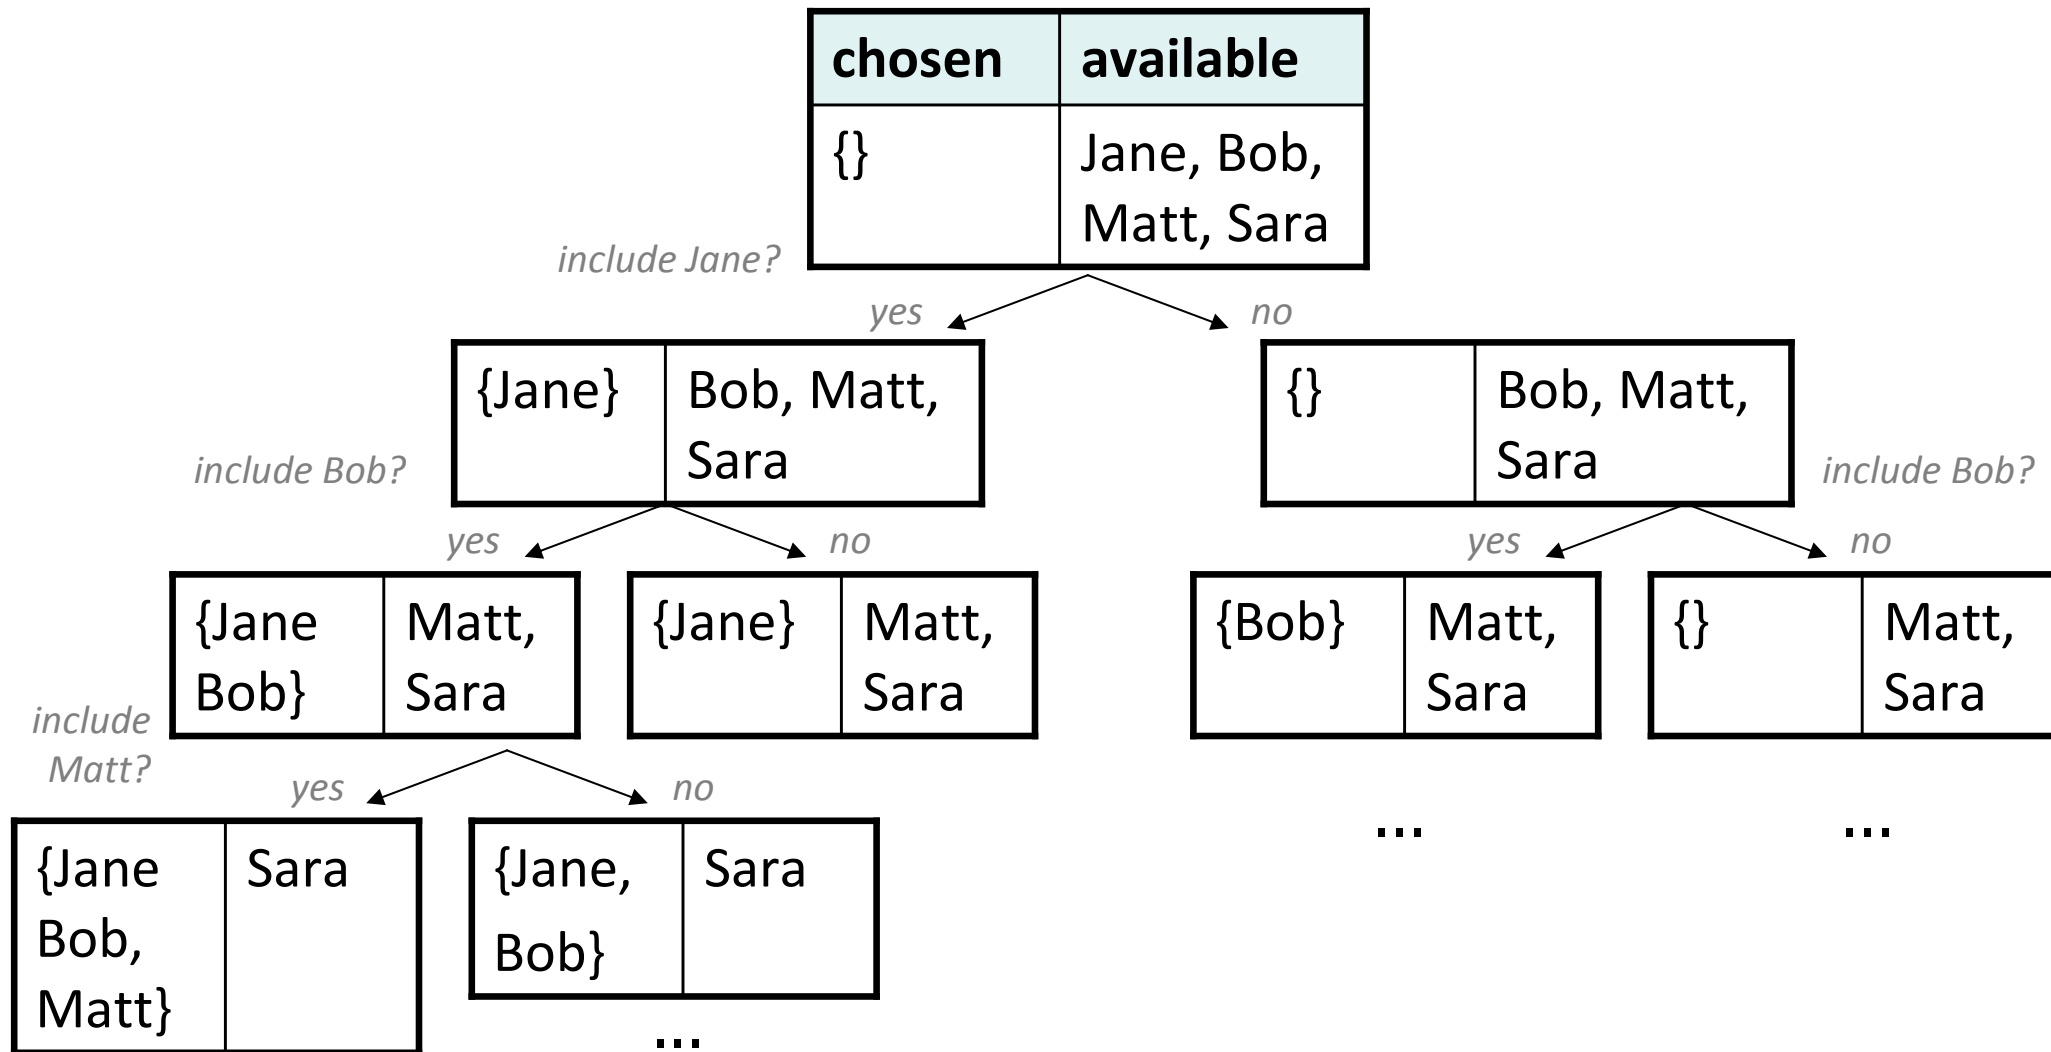 chosen available
{} Jane, Bob,
Matt, Sara
include Jane?
yes no
{Jane} Bob, Matt,
Sara
{} Bob, Matt,
Sara
include Bob?
include Bob?
yes no
yes no
{Jane
Bob}
Matt,
Sara
{Jane} Matt,
Sara
{Bob} Matt,
Sara
{} Matt,
Sara
include
Matt?
yes no
{Jane
Bob,
Matt}
Sara
{Jane,
Bob}
Sara
...
...
...